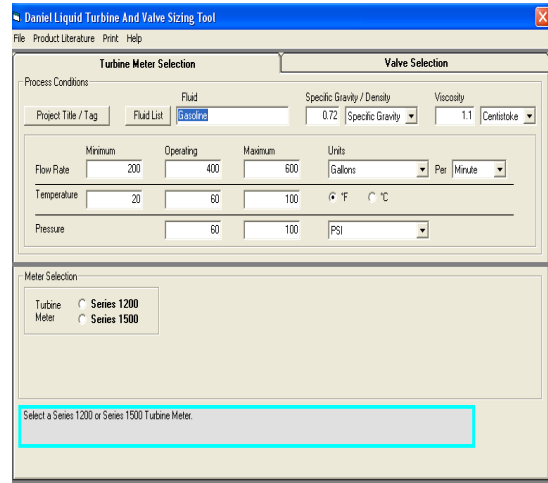 Daniel Liquid Turbine And Valve Sizing Tool
File Product Literature Print Help
Turbine Meter Selection Valve Selection
Process Conditions
Fluid Specific Gravity / Density Viscosity
Project Title / Tag Fluid List Gasoline 0.72 Specific Gravity 1.1 Centistoke
Minimum Operating Maximum Units
Flow Rate 200 400 600 Gallons Per Minute
Temperature 20 60 100 °F °C
Pressure 60 100 PSI
Meter Selection
Turbine Meter Series 1200
Series 1500
Select a Series 1200 or Series 1500 Turbine Meter.